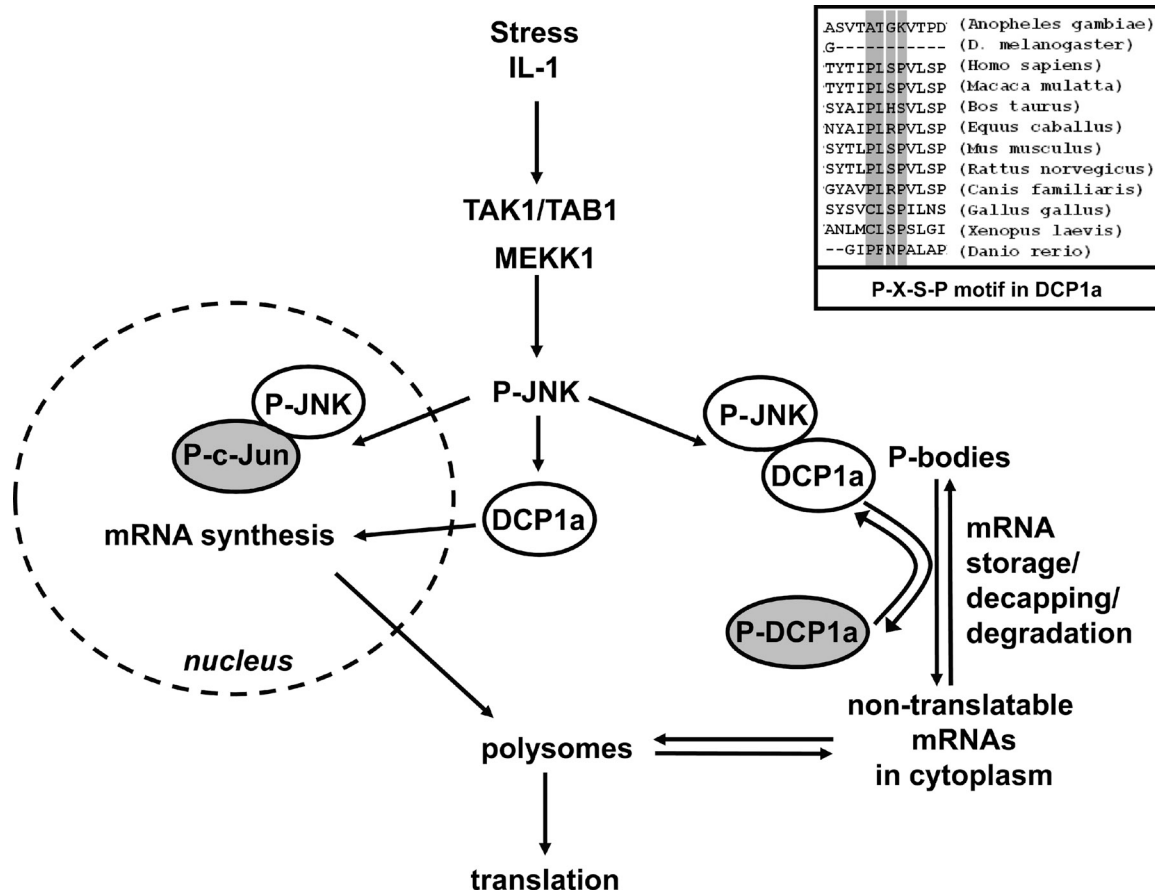 Stress
IL-1
TAK1/TAB1
MEKK1
P-JNK
P-JNK
P-c-Jun
mRNA synthesis
nucleus
DCP1a
P-JNK
DCP1a
P-bodies
mRNA
storage/
decapping/
degradation
P-DCP1a
non-translatable
mRNAs
in cytoplasm
polysomes
translation
ASVTATGKVTPD (Anopheles gambiae)
G----------- (D. melanogaster)
TYTIPLSPVLSP (Homo sapiens)
TYTIPLSPVLSP (Macaca mulatta)
SYAIPLHSVLSP (Bos taurus)
NYAIPLRPVLSP (Equus caballus)
SYTLPLSPVLSP (Mus musculus)
SYTLPLSPVLSP (Rattus norvegicus)
GYAVPLRPVLSP (Canis familiaris)
SYSVCLSPILNS (Gallus gallus)
ANLMCLSPSLGI (Xenopus laevis)
--GIPFNPALAP (Danio rerio)
P-X-S-P motif in DCP1a